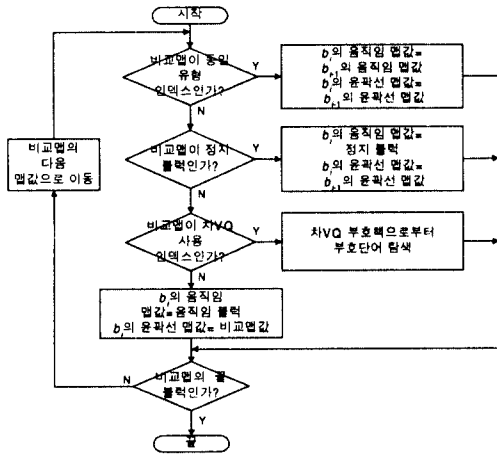 시작
비교맵이 동일
유형
인덱스인가?
Y
b_i의 움직임 맵값=
b_{i-1}의 움직임 맵값
b_i의 윤곽선 맵값=
b_{i-1}의 윤곽선 맵값
N
비교맵의
다음
맵값으로 이동
비교맵이 정지
블럭인가?
Y
b_i의 움직임 맵값=
정지 블럭
b_i의 윤곽선 맵값=
b_{i-1}의 윤곽선 맵값
N
비교맵이 차VQ
사용
인덱스인가?
Y
차VQ 부호책으로부터
부호단어 탐색
N
b_i의 움직임
맵값=움직임 블럭
b_i의 윤곽선 맵값= 비교맵값
N
비교맵의 끝
블럭인가?
Y
끝